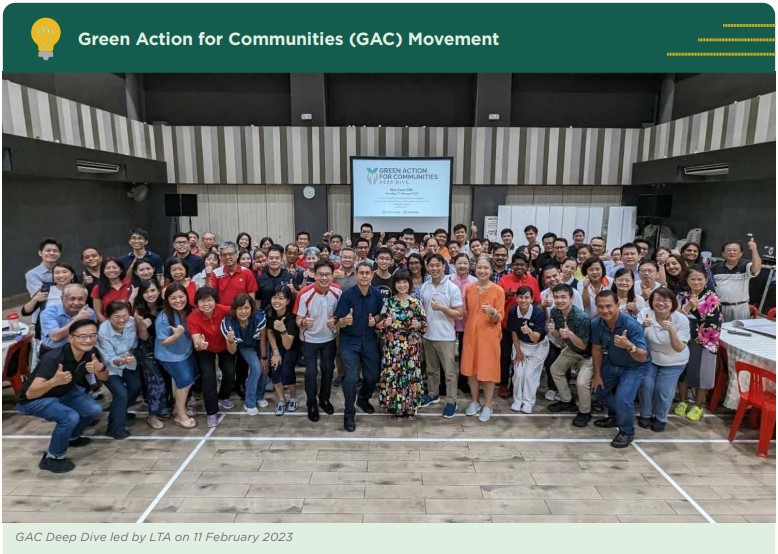 Green Action for Communities (GAC) Movement
GREEN ACTION
FOR COMMUNITIES
DEEP DIVE
GAC Deep Dive led by LTA on 11 February 2023